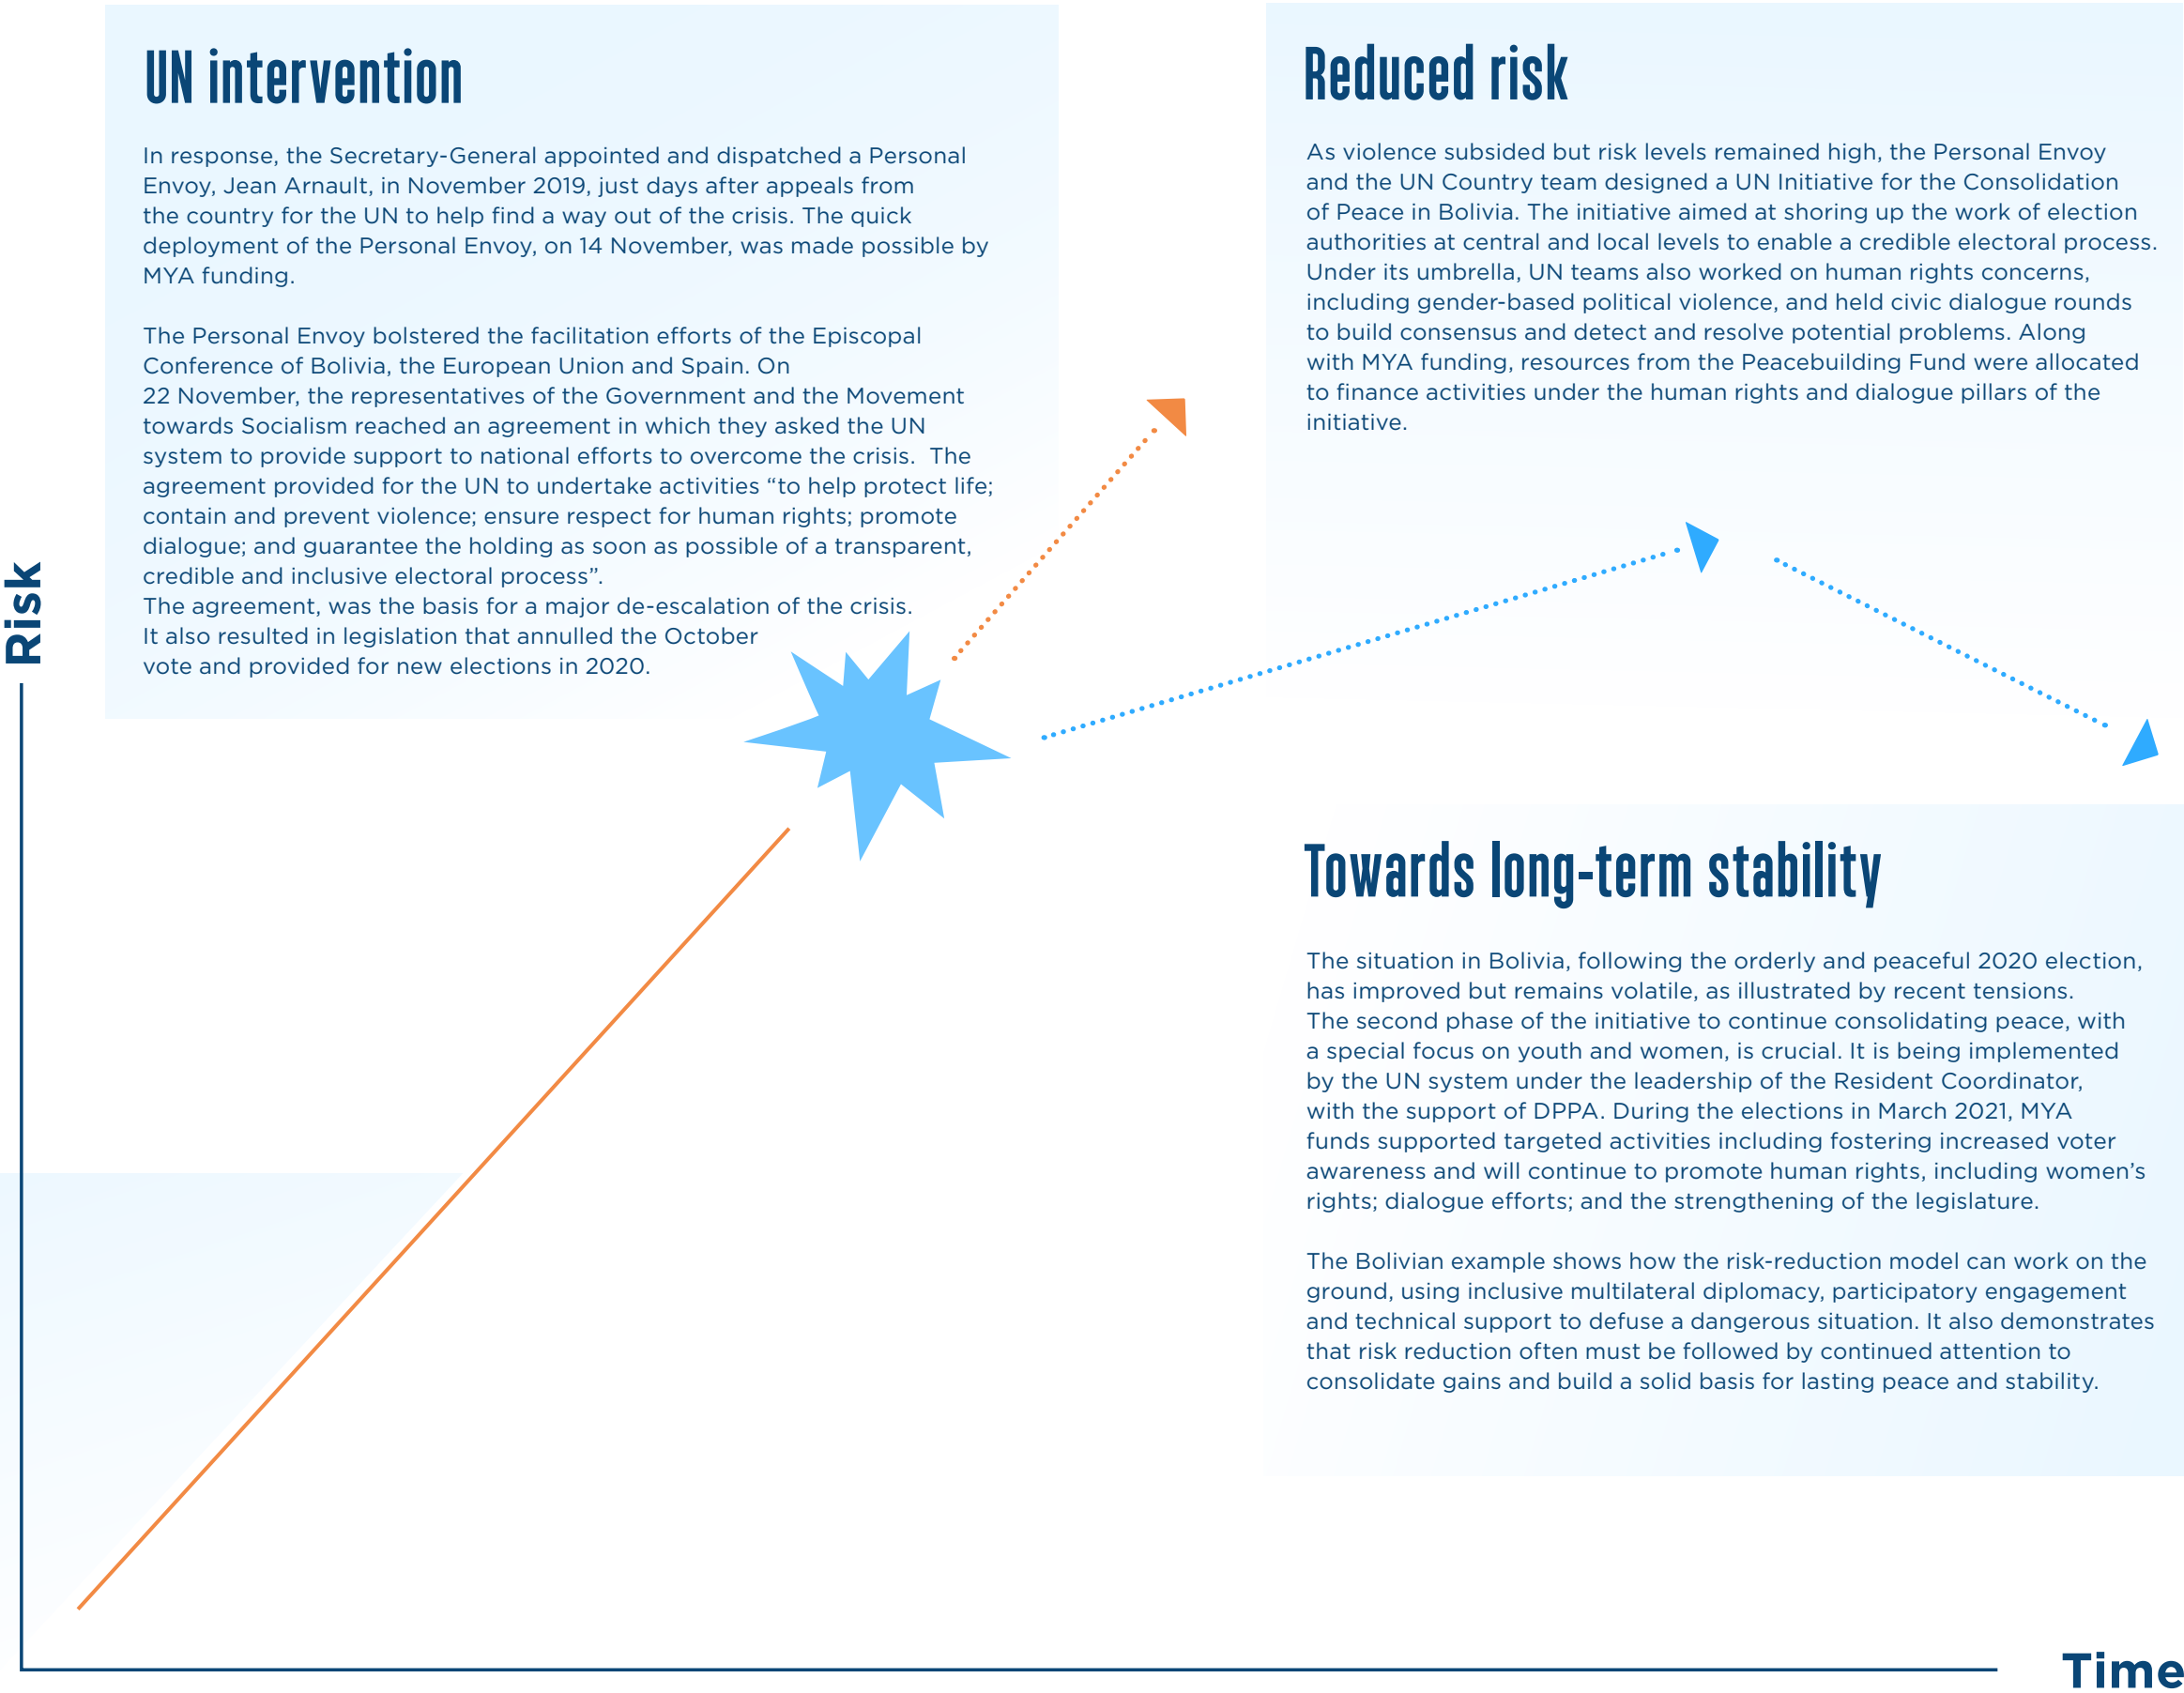 UN intervention
In response, the Secretary-General appointed and dispatched a Personal
Envoy, Jean Arnault, in November 2019, just days after appeals from
the country for the UN to help find a way out of the crisis. The quick
deployment of the Personal Envoy, on 14 November, was made possible by
MYA funding.
The Personal Envoy bolstered the facilitation efforts of the Episcopal
Conference of Bolivia, the European Union and Spain. On
22 November, the representatives of the Government and the Movement
towards Socialism reached an agreement in which they asked the UN
system to provide support to national efforts to overcome the crisis.  The
agreement provided for the UN to undertake activities “to help protect life;
contain and prevent violence; ensure respect for human rights; promote
dialogue; and guarantee the holding as soon as possible of a transparent,
credible and inclusive electoral process”.
The agreement, was the basis for a major de-escalation of the crisis.
It also resulted in legislation that annulled the October
vote and provided for new elections in 2020.
Reduced risk
As violence subsided but risk levels remained high, the Personal Envoy
and the UN Country team designed a UN Initiative for the Consolidation
of Peace in Bolivia. The initiative aimed at shoring up the work of election
authorities at central and local levels to enable a credible electoral process.
Under its umbrella, UN teams also worked on human rights concerns,
including gender-based political violence, and held civic dialogue rounds
to build consensus and detect and resolve potential problems. Along
with MYA funding, resources from the Peacebuilding Fund were allocated
to finance activities under the human rights and dialogue pillars of the
initiative.
Risk
Towards long-term stability
The situation in Bolivia, following the orderly and peaceful 2020 election,
has improved but remains volatile, as illustrated by recent tensions.
The second phase of the initiative to continue consolidating peace, with
a special focus on youth and women, is crucial. It is being implemented
by the UN system under the leadership of the Resident Coordinator,
with the support of DPPA. During the elections in March 2021, MYA
funds supported targeted activities including fostering increased voter
awareness and will continue to promote human rights, including women’s
rights; dialogue efforts; and the strengthening of the legislature.
The Bolivian example shows how the risk-reduction model can work on the
ground, using inclusive multilateral diplomacy, participatory engagement
and technical support to defuse a dangerous situation. It also demonstrates
that risk reduction often must be followed by continued attention to
consolidate gains and build a solid basis for lasting peace and stability.
Time